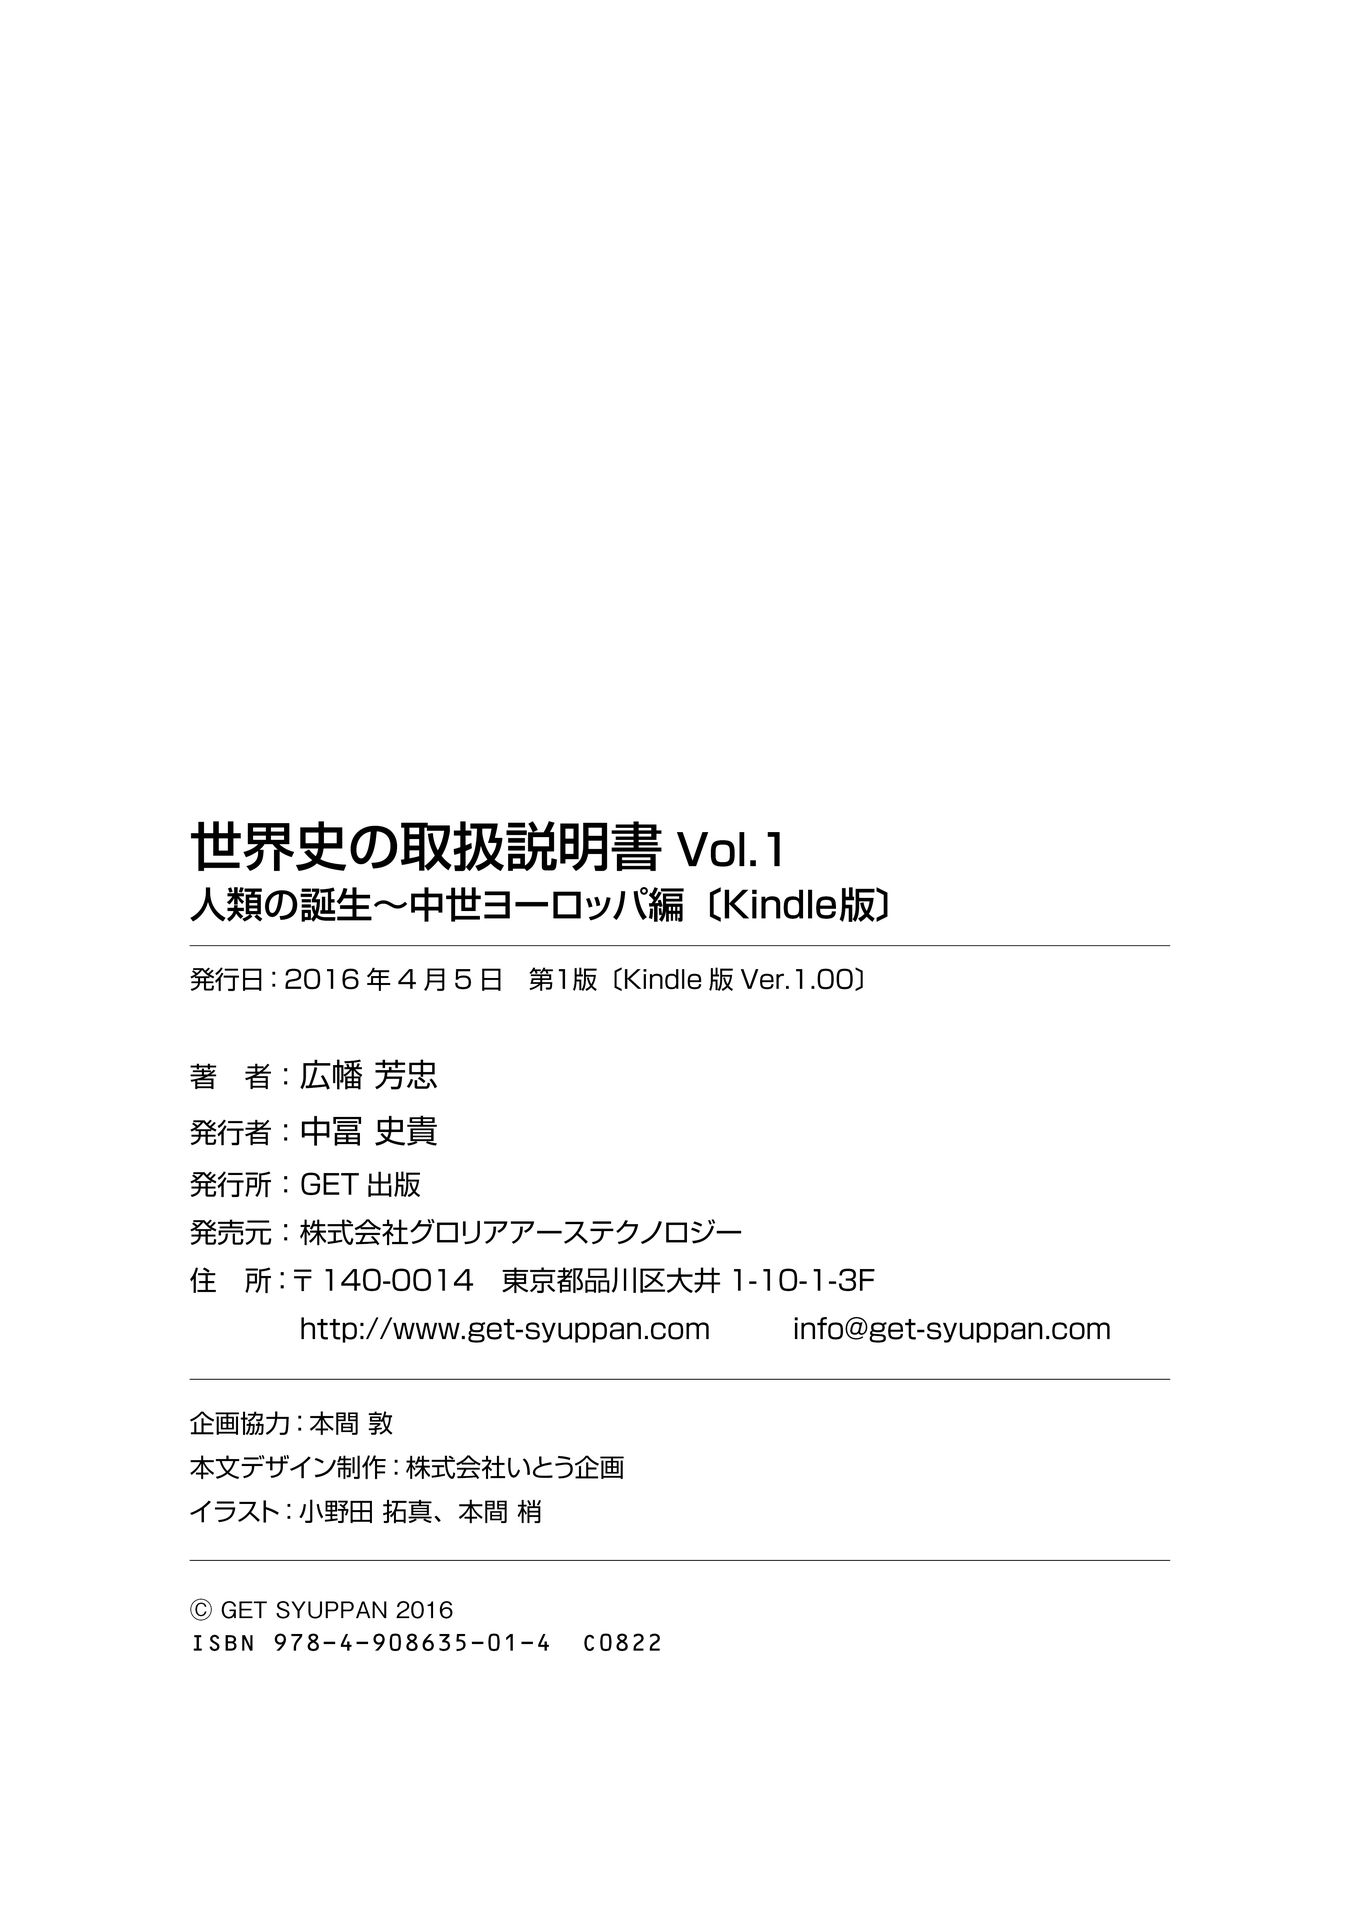 世界史の取扱説明書 Vol.1
人類の誕生～中世ヨーロッパ編〔Kindle版〕
発行日：2016年4月5日　第1版〔Kindle版 Ver.1.00〕
著　者：広幡 芳忠
発行者：中冨 史貴
発行所：GET 出版
発売元：株式会社グロリアアーステクノロジー
住　所：〒140-0014　東京都品川区大井 1-10-1-3F
http://www.get-syuppan.com　　info@get-syuppan.com
企画協力：本間 敦
本文デザイン制作：株式会社いとう企画
イラスト：小野田 拓真、本間 梢
Ⓒ GET SYUPPAN 2016
ISBN 978-4-908635-01-4　C0822